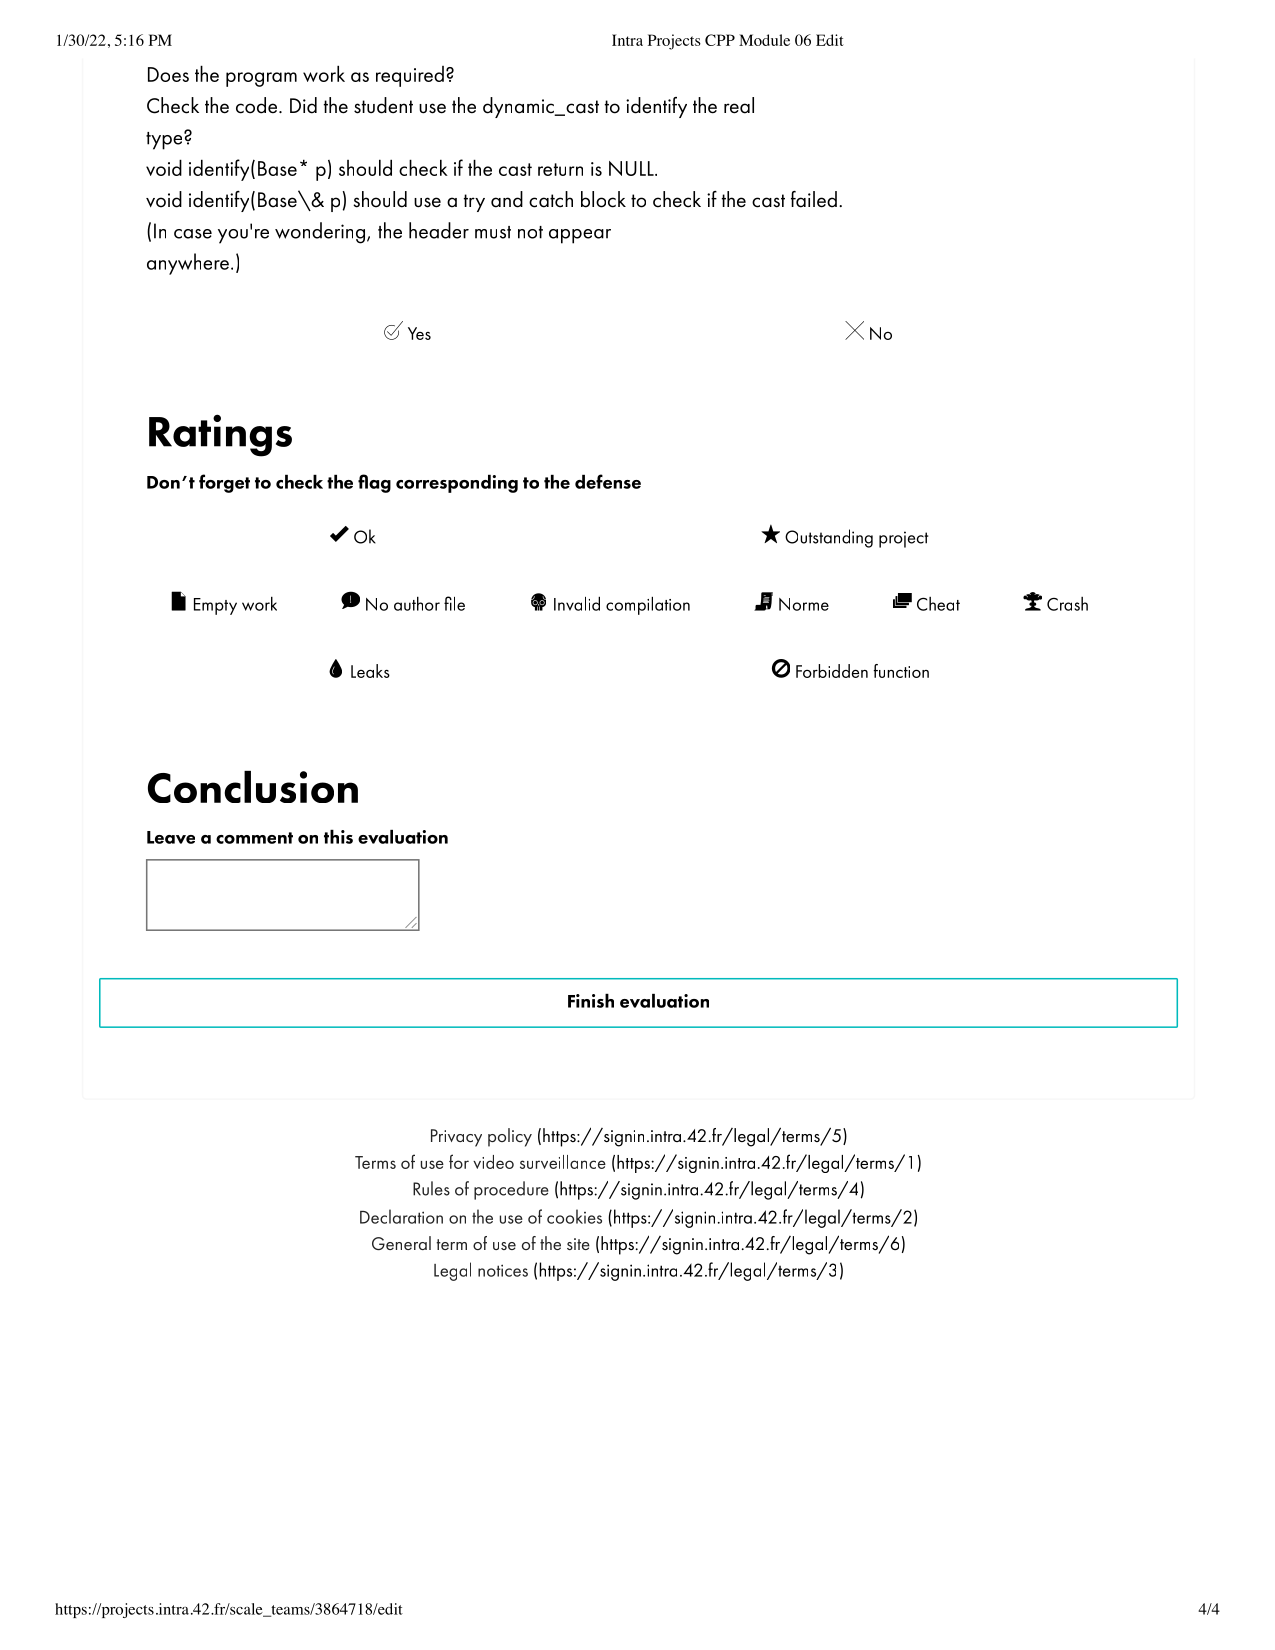 1/30/22, 5:16 PM Intra Projects CPP Module 06 Edit
Does the program work as required?
Check the code. Did the student use the dynamic_cast to identify the real
type?
void identify(Base* p) should check if the cast return is NULL.
void identify(Base\& p) should use a try and catch block to check if the cast failed.
(In case you're wondering, the header must not appear
anywhere.)
Yes No
Ratings
Don’t forget to check the flag corresponding to the defense
Ok Outstanding project
Empty work No author file Invalid compilation Norme Cheat Crash
Leaks Forbidden function
Conclusion
Leave a comment on this evaluation
Finish evaluation
Privacy policy (https://signin.intra.42.fr/legal/terms/5)
Terms of use for video surveillance (https://signin.intra.42.fr/legal/terms/1)
Rules of procedure (https://signin.intra.42.fr/legal/terms/4)
Declaration on the use of cookies (https://signin.intra.42.fr/legal/terms/2)
General term of use of the site (https://signin.intra.42.fr/legal/terms/6)
Legal notices (https://signin.intra.42.fr/legal/terms/3)
https://projects.intra.42.fr/scale_teams/3864718/edit 4/4